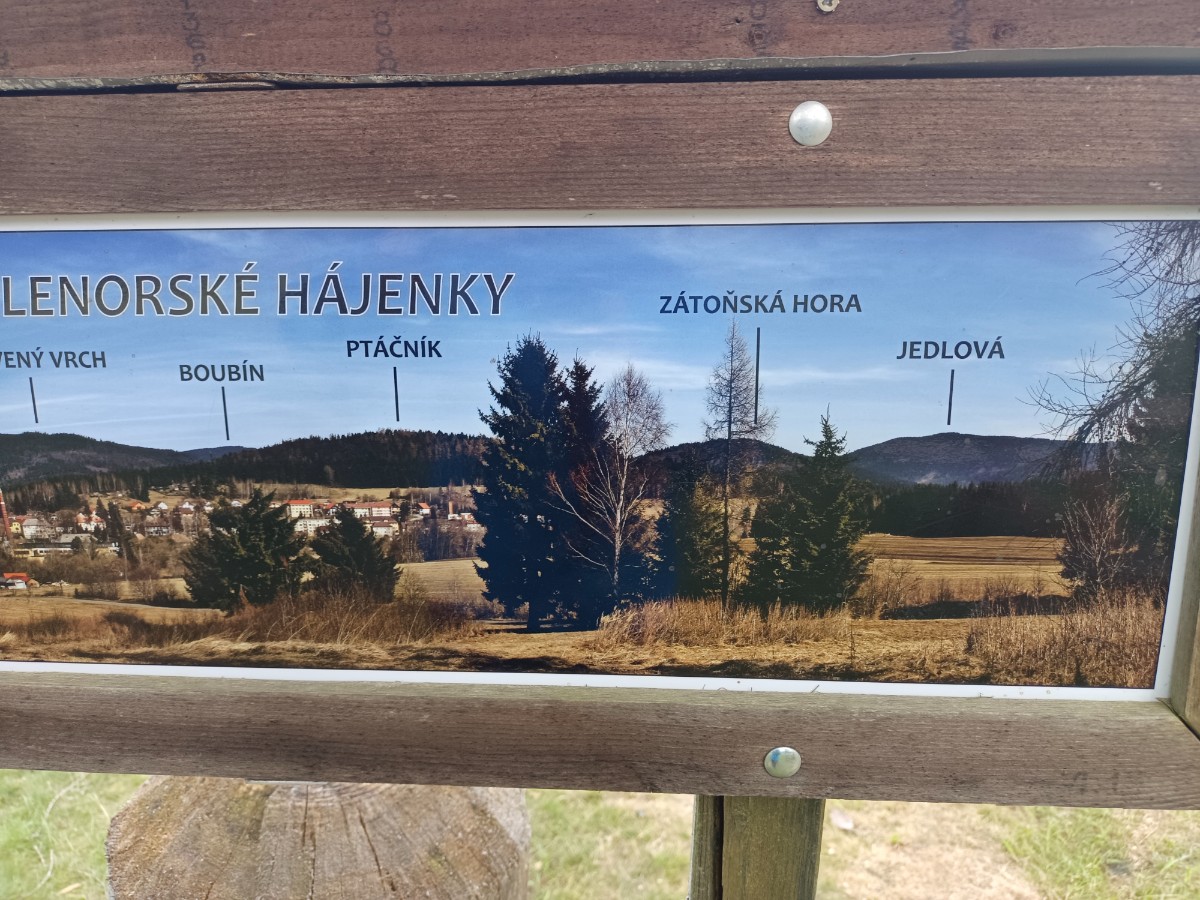 LENORSKÉ HÁJENKY
VENÝ VRCH
BOUBÍN
PTÁČNÍK
ZÁTOŇSKÁ HORA
JEDLOVÁ